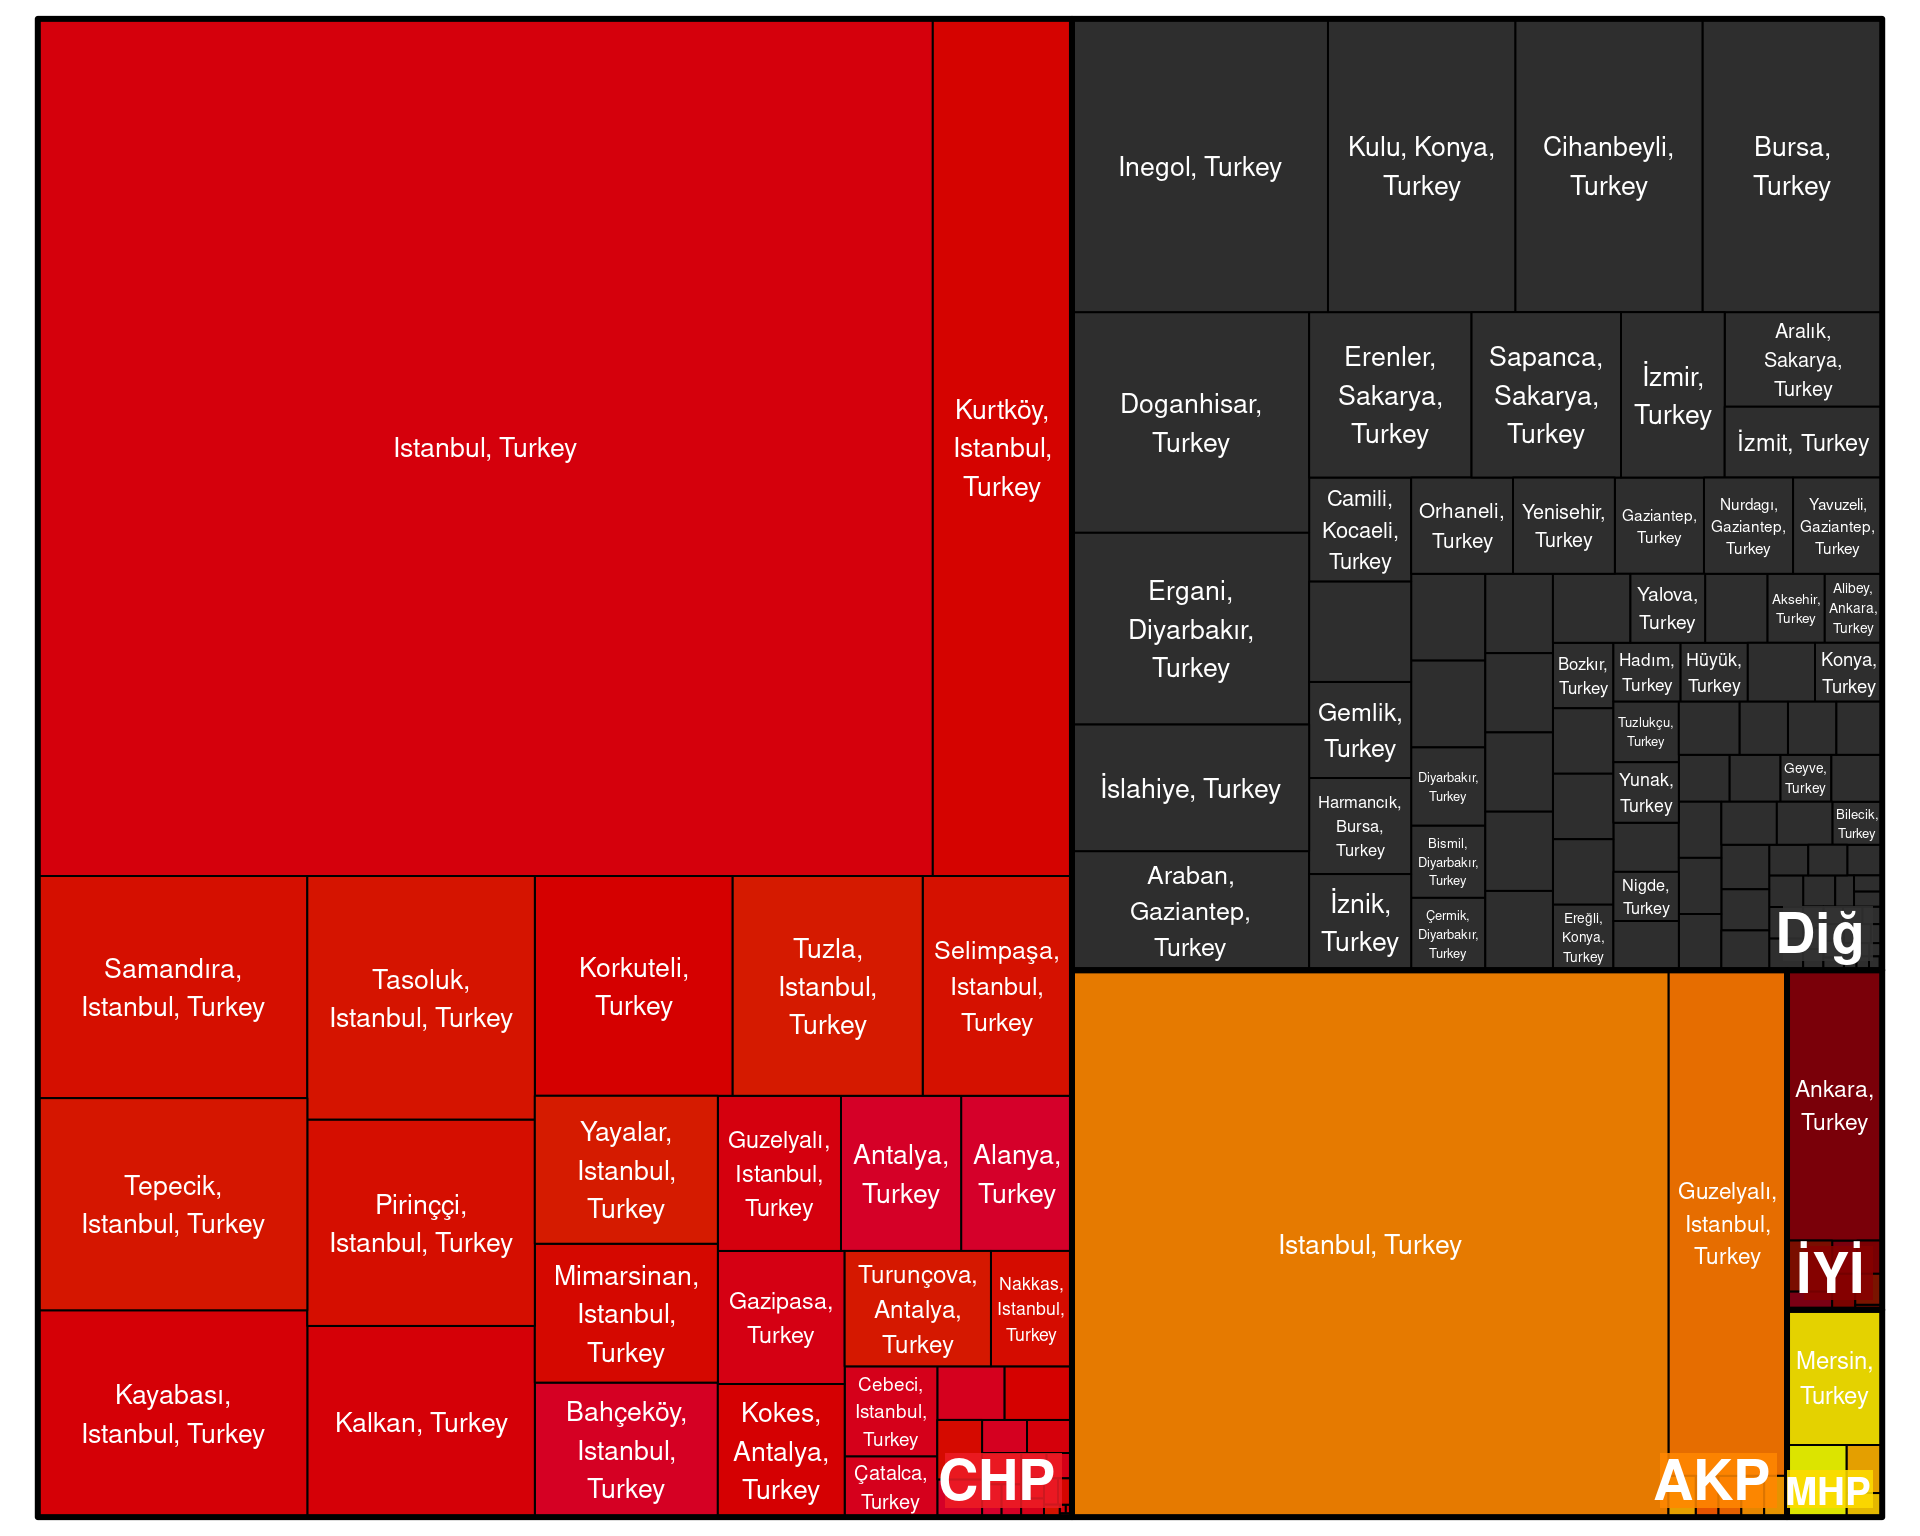 Istanbul, Turkey
Kurtköy,
Istanbul,
Turkey
Samandıra,
Istanbul, Turkey
Tasoluk,
Istanbul, Turkey
Korkuteli,
Turkey
Tuzla,
Istanbul,
Turkey
Selimpaşa,
Istanbul,
Turkey
Tepecik,
Istanbul, Turkey
Pirinççi,
Istanbul, Turkey
Yayalar,
Istanbul,
Turkey
Guzelyalı,
Istanbul,
Turkey
Antalya,
Turkey
Alanya,
Turkey
Kayabası,
Istanbul, Turkey
Kalkan, Turkey
Mimarsinan,
Istanbul,
Turkey
Gazipasa,
Turkey
Turunçova,
Antalya,
Turkey
Nakkas,
Istanbul,
Turkey
Bahçeköy,
Istanbul,
Turkey
Kokes,
Antalya,
Turkey
Cebeci,
Istanbul,
Turkey
Çatalca,
Turkey
CHP
Inegol, Turkey
Kulu, Konya,
Turkey
Cihanbeyli,
Turkey
Bursa,
Turkey
Doganhisar,
Turkey
Erenler,
Sakarya,
Turkey
Sapanca,
Sakarya,
Turkey
İzmir,
Turkey
Aralık,
Sakarya,
Turkey
İzmit, Turkey
Ergani,
Diyarbakır,
Turkey
Camili,
Kocaeli,
Turkey
Orhaneli,
Turkey
Yenisehir,
Turkey
Gaziantep,
Turkey
Nurdagı,
Gaziantep,
Turkey
Yavuzeli,
Gaziantep,
Turkey
Yalova,
Turkey
Aksehir,
Turkey
Alibey,
Ankara,
Turkey
Bozkır,
Turkey
Hadım,
Turkey
Hüyük,
Turkey
Konya,
Turkey
İslahiye, Turkey
Gemlik,
Turkey
Tuzlukçu,
Turkey
Diyarbakır,
Turkey
Yunak,
Turkey
Geyve,
Turkey
Harmancık,
Bursa,
Turkey
Bismil,
Diyarbakır,
Turkey
Bilecik,
Turkey
Araban,
Gaziantep,
Turkey
İznik,
Turkey
Çermik,
Diyarbakır,
Turkey
Ereğli,
Konya,
Turkey
Nigde,
Turkey
Diğ
Istanbul, Turkey
Guzelyalı,
Istanbul,
Turkey
AKP
Ankara,
Turkey
İYİ
Mersin,
Turkey
MHP